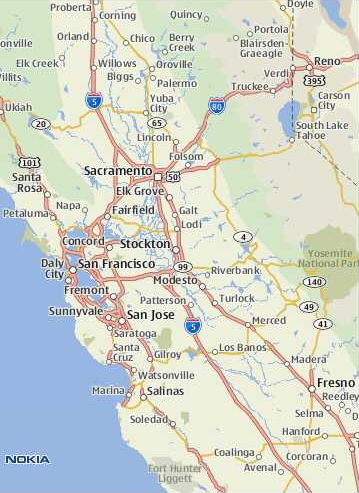 Proberta
Corning
Quincy
Doyle
Orland
Chico
Berry
Creek
Portola
Blairsden-
Graeagle
Elk Creek
Willows
Biggs
Oroville
Palermo
Verdi
Reno
Truckee
395
5
80
Yuba
City
Carson
City
Ukiah
20
65
Lincoln
South Lake
Tahoe
101
Folsom
Sacramento
50
Santa
Rosa
Elk Grove
Napa
Petaluma
Fairfield
Galt
Lodi
Concord
Stockton
4
Daly
City
San Francisco
99
Riverbank
Yosemite
National Park
Fremont
Modesto
140
Patterson
Turlock
49
Sunnyvale
San Jose
5
Merced
41
Saratoga
Santa
Cruz
Gilroy
Los Banos
Madera
Watsonville
Fresno
Marina
Salinas
Reedley
Selma
Soledad
Hanford
NOKIA
Coalinga
Corcoran
Fort Hunter
Liggett
Avenal